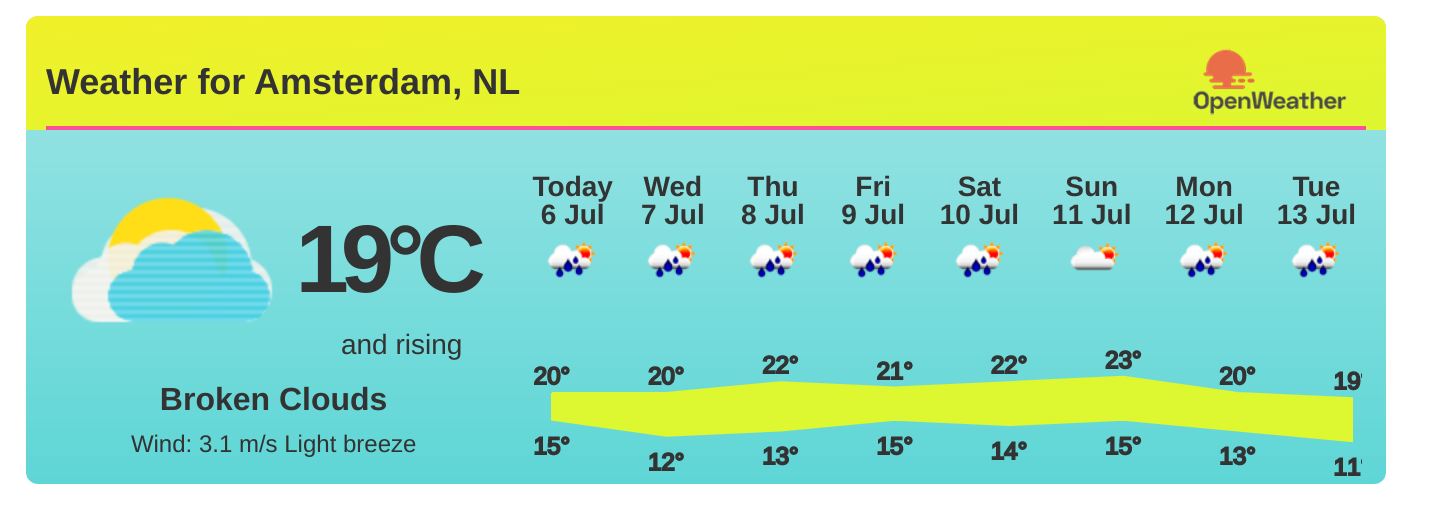 Weather for Amsterdam, NL
OpenWeather
19°C
and rising
Broken Clouds
Wind: 3.1 m/s Light breeze
Today Wed Thu Fri Sat Sun Mon Tue
6 Jul 7 Jul 8 Jul 9 Jul 10 Jul 11 Jul 12 Jul 13 Jul
20° 20° 22° 21° 22° 23° 20° 19°
15° 12° 13° 15° 14° 15° 13° 11°